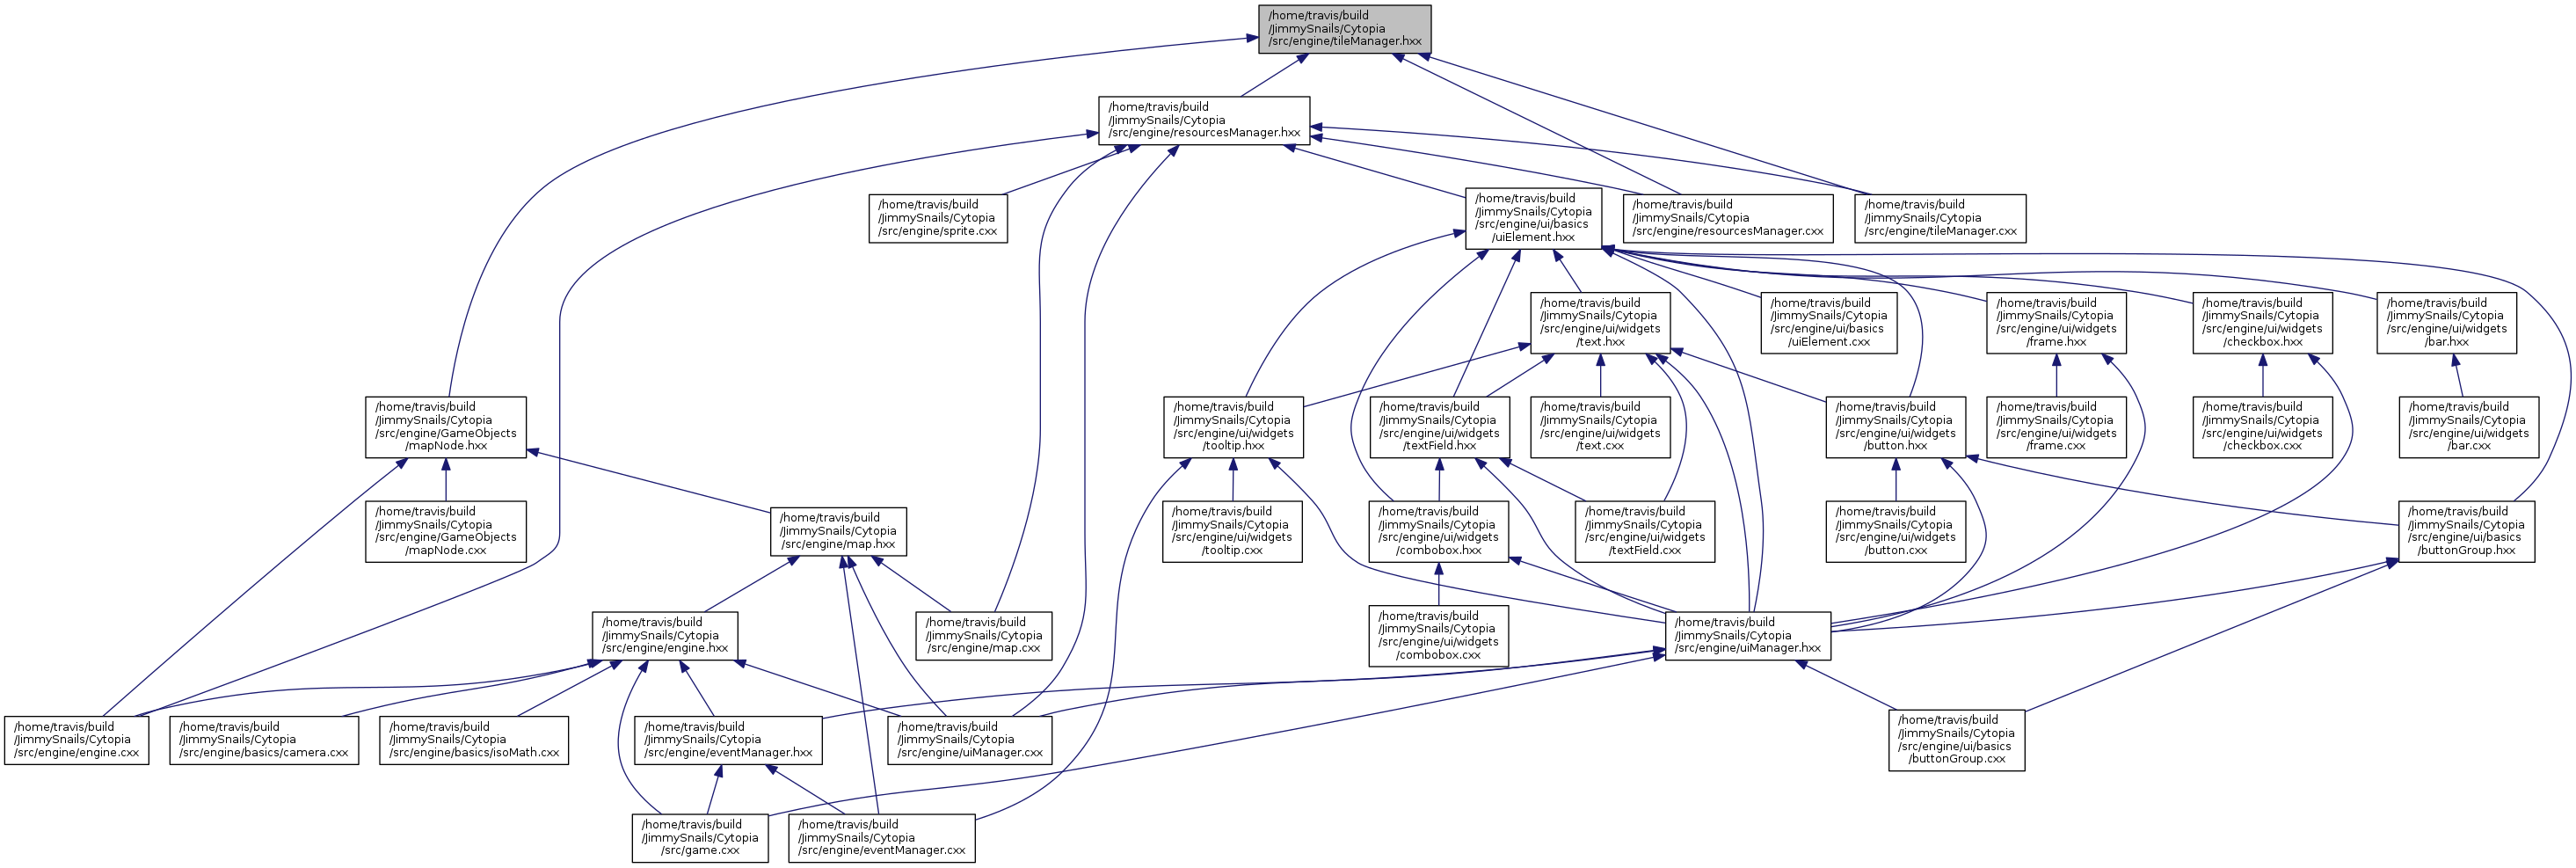 /home/travis/build
/JimmySnails/Cytopia
/src/engine/tileManager.hxx
/home/travis/build
/JimmySnails/Cytopia
/src/engine/resourcesManager.hxx
/home/travis/build
/JimmySnails/Cytopia
/src/engine/sprite.cxx
/home/travis/build
/JimmySnails/Cytopia
/src/engine/ui/basics
/uiElement.hxx
/home/travis/build
/JimmySnails/Cytopia
/src/engine/resourcesManager.cxx
/home/travis/build
/JimmySnails/Cytopia
/src/engine/tileManager.cxx
/home/travis/build
/JimmySnails/Cytopia
/src/engine/ui/widgets
/text.hxx
/home/travis/build
/JimmySnails/Cytopia
/src/engine/ui/basics
/uiElement.cxx
/home/travis/build
/JimmySnails/Cytopia
/src/engine/ui/widgets
/frame.hxx
/home/travis/build
/JimmySnails/Cytopia
/src/engine/ui/widgets
/checkbox.hxx
/home/travis/build
/JimmySnails/Cytopia
/src/engine/ui/widgets
/bar.hxx
/home/travis/build
/JimmySnails/Cytopia
/src/engine/GameObjects
/mapNode.hxx
/home/travis/build
/JimmySnails/Cytopia
/src/engine/ui/widgets
/tooltip.hxx
/home/travis/build
/JimmySnails/Cytopia
/src/engine/ui/widgets
/textField.hxx
/home/travis/build
/JimmySnails/Cytopia
/src/engine/ui/widgets
/text.cxx
/home/travis/build
/JimmySnails/Cytopia
/src/engine/ui/widgets
/button.hxx
/home/travis/build
/JimmySnails/Cytopia
/src/engine/ui/widgets
/frame.cxx
/home/travis/build
/JimmySnails/Cytopia
/src/engine/ui/widgets
/checkbox.cxx
/home/travis/build
/JimmySnails/Cytopia
/src/engine/ui/widgets
/bar.cxx
/home/travis/build
/JimmySnails/Cytopia
/src/engine/GameObjects
/mapNode.cxx
/home/travis/build
/JimmySnails/Cytopia
/src/engine/map.hxx
/home/travis/build
/JimmySnails/Cytopia
/src/engine/ui/widgets
/tooltip.cxx
/home/travis/build
/JimmySnails/Cytopia
/src/engine/ui/widgets
/combobox.hxx
/home/travis/build
/JimmySnails/Cytopia
/src/engine/ui/widgets
/textField.cxx
/home/travis/build
/JimmySnails/Cytopia
/src/engine/ui/widgets
/button.cxx
/home/travis/build
/JimmySnails/Cytopia
/src/engine/ui/basics
/buttonGroup.hxx
/home/travis/build
/JimmySnails/Cytopia
/src/engine/engine.hxx
/home/travis/build
/JimmySnails/Cytopia
/src/engine/map.cxx
/home/travis/build
/JimmySnails/Cytopia
/src/engine/ui/widgets
/combobox.cxx
/home/travis/build
/JimmySnails/Cytopia
/src/engine/uiManager.hxx
/home/travis/build
/JimmySnails/Cytopia
/src/engine/engine.cxx
/home/travis/build
/JimmySnails/Cytopia
/src/engine/basics/camera.cxx
/home/travis/build
/JimmySnails/Cytopia
/src/engine/basics/isoMath.cxx
/home/travis/build
/JimmySnails/Cytopia
/src/engine/eventManager.hxx
/home/travis/build
/JimmySnails/Cytopia
/src/engine/uiManager.cxx
/home/travis/build
/JimmySnails/Cytopia
/src/engine/ui/basics
/buttonGroup.cxx
/home/travis/build
/JimmySnails/Cytopia
/src/game.cxx
/home/travis/build
/JimmySnails/Cytopia
/src/engine/eventManager.cxx